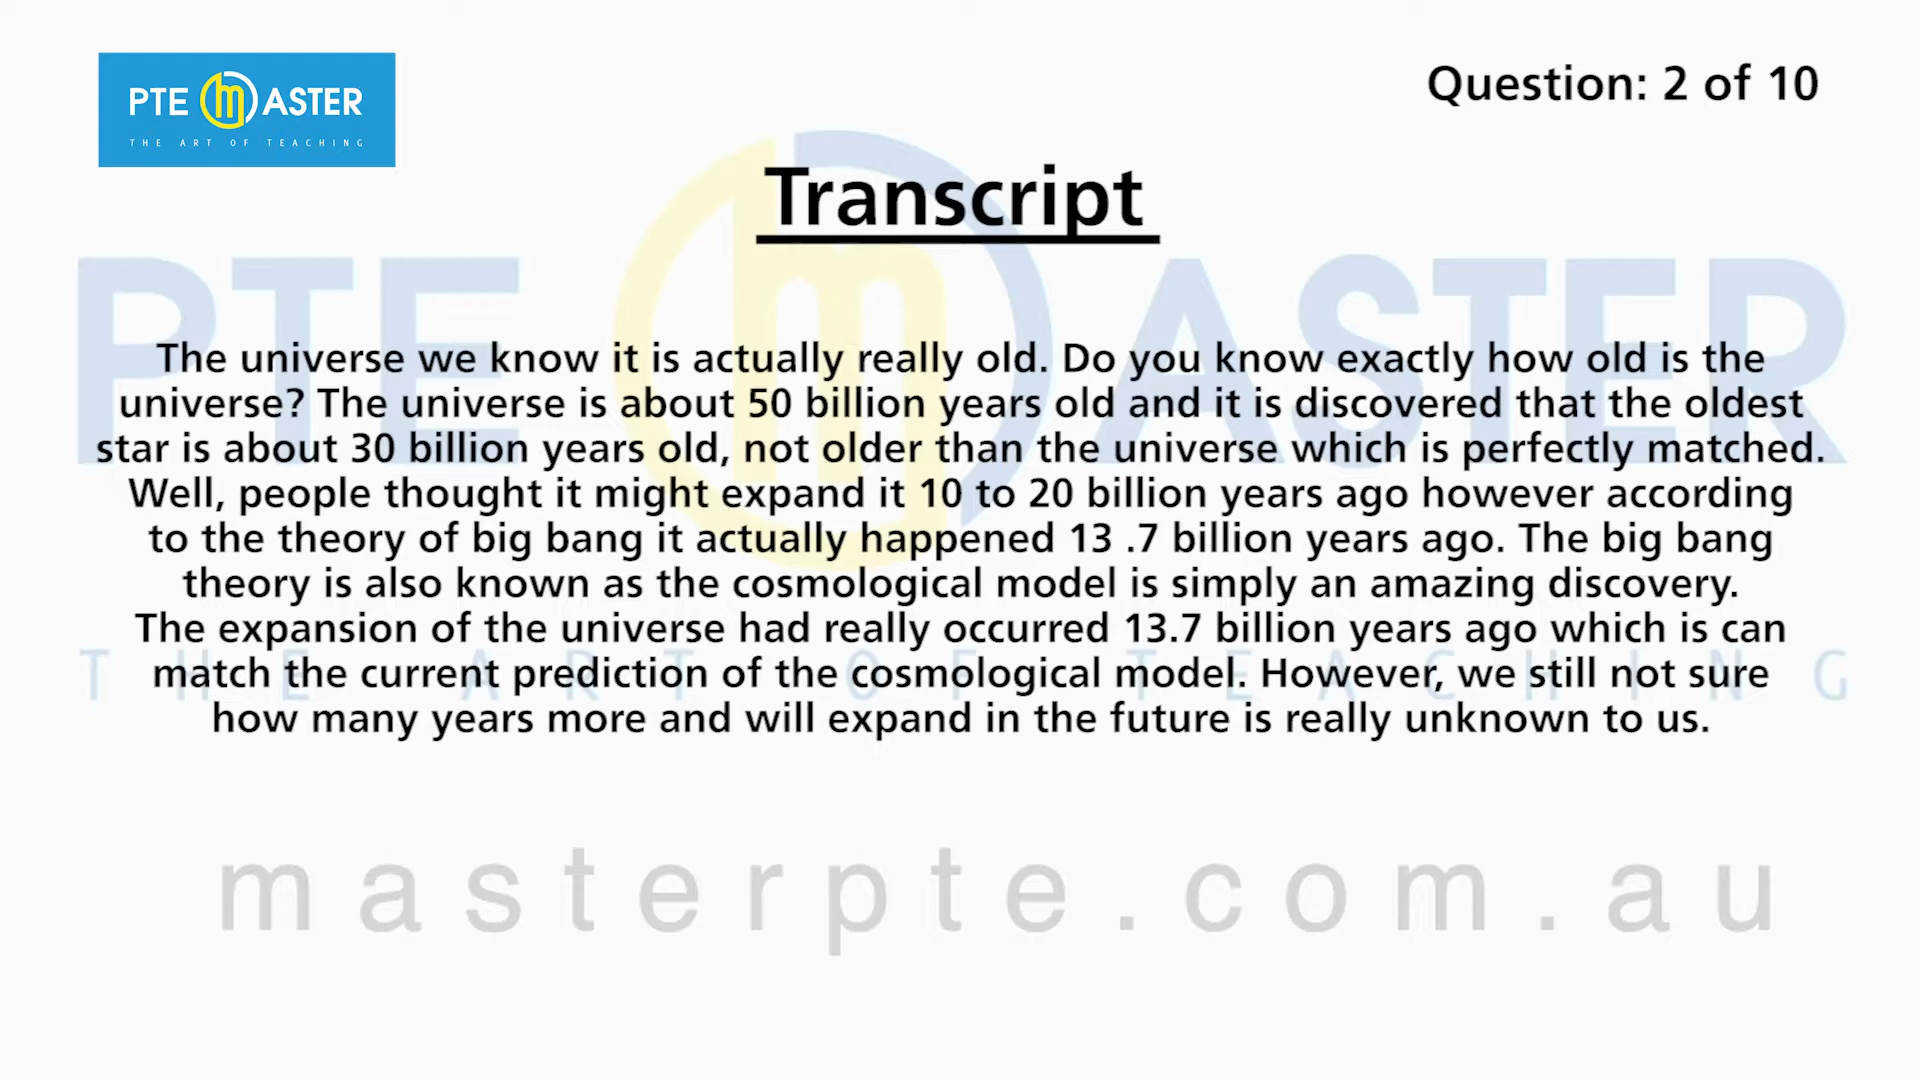 PTE MASTER
THE ART OF TEACHING
Question: 2 of 10
Transcript
PTE MASTER
The universe we know it is actually really old. Do you know exactly how old is the
universe? The universe is about 50 billion years old and it is discovered that the oldest
star is about 30 billion years old, not older than the universe which is perfectly matched.
Well, people thought it might expand it 10 to 20 billion years ago however according
to the theory of big bang it actually happened 13 .7 billion years ago. The big bang
theory is also known as the cosmological model is simply an amazing discovery.
The expansion of the universe had really occurred 13.7 billion years ago which is can
match the current prediction of the cosmological model. However, we still not sure
how many years more and will expand in the future is really unknown to us.
THE ART OF TEACHING
masterpte.com.au